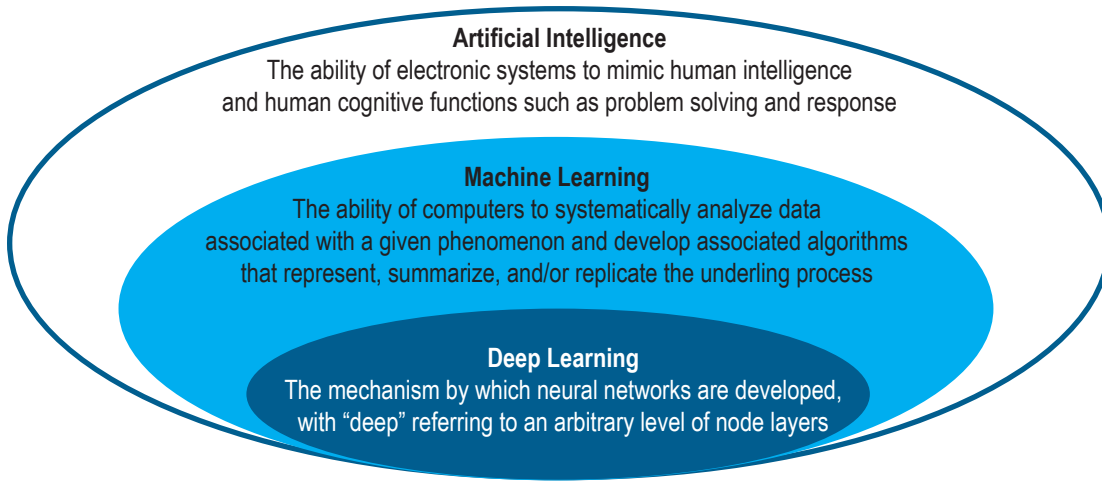 Artificial Intelligence
The ability of electronic systems to mimic human intelligence
and human cognitive functions such as problem solving and response
Machine Learning
The ability of computers to systematically analyze data
associated with a given phenomenon and develop associated algorithms
that represent, summarize, and/or replicate the underling process
Deep Learning
The mechanism by which neural networks are developed,
with “deep” referring to an arbitrary level of node layers